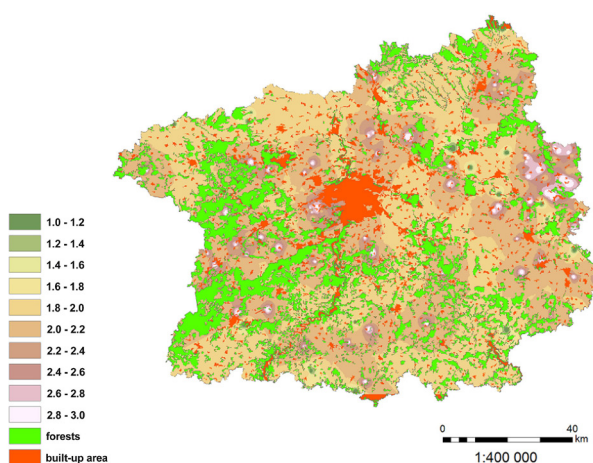 1.0 - 1.2
1.2 - 1.4
1.4 - 1.6
1.6 - 1.8
1.8 - 2.0
2.0 - 2.2
2.2 - 2.4
2.4 - 2.6
2.6 - 2.8
2.8 - 3.0
forests
built-up area
0 40
km
1:400 000